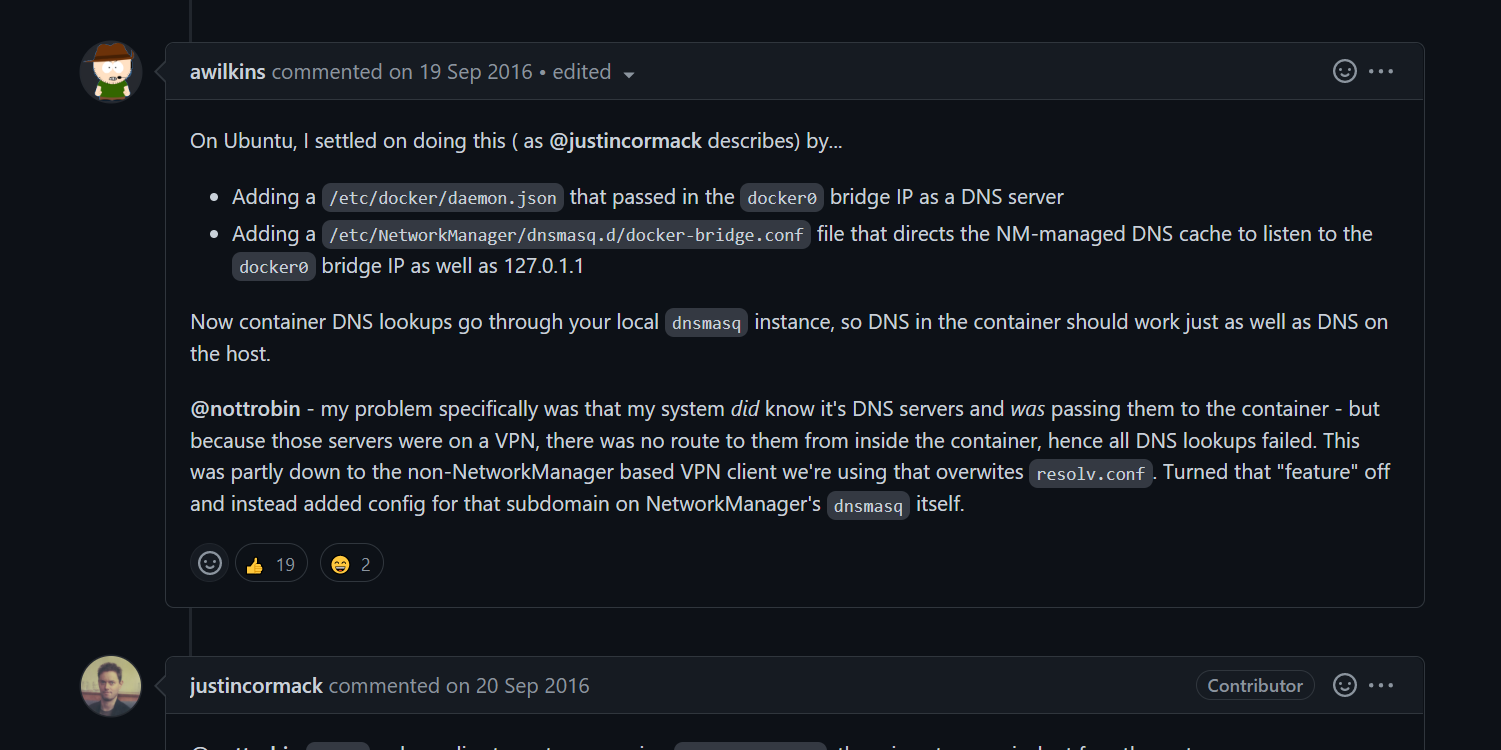 awilkins commented on 19 Sep 2016 • edited
On Ubuntu, I settled on doing this ( as @justincormack describes) by...
• Adding a /etc/docker/daemon.json that passed in the docker0 bridge IP as a DNS server
• Adding a /etc/NetworkManager/dnsmasq.d/docker-bridge.conf file that directs the NM-managed DNS cache to listen to the
docker0 bridge IP as well as 127.0.1.1
Now container DNS lookups go through your local dnsmasq instance, so DNS in the container should work just as well as DNS on
the host.
@nottrobin - my problem specifically was that my system did know it's DNS servers and was passing them to the container - but
because those servers were on a VPN, there was no route to them from inside the container, hence all DNS lookups failed. This
was partly down to the non-NetworkManager based VPN client we're using that overwites resolv.conf. Turned that "feature" off
and instead added config for that subdomain on NetworkManager's dnsmasq itself.
19 2
justincormack commented on 20 Sep 2016 Contributor